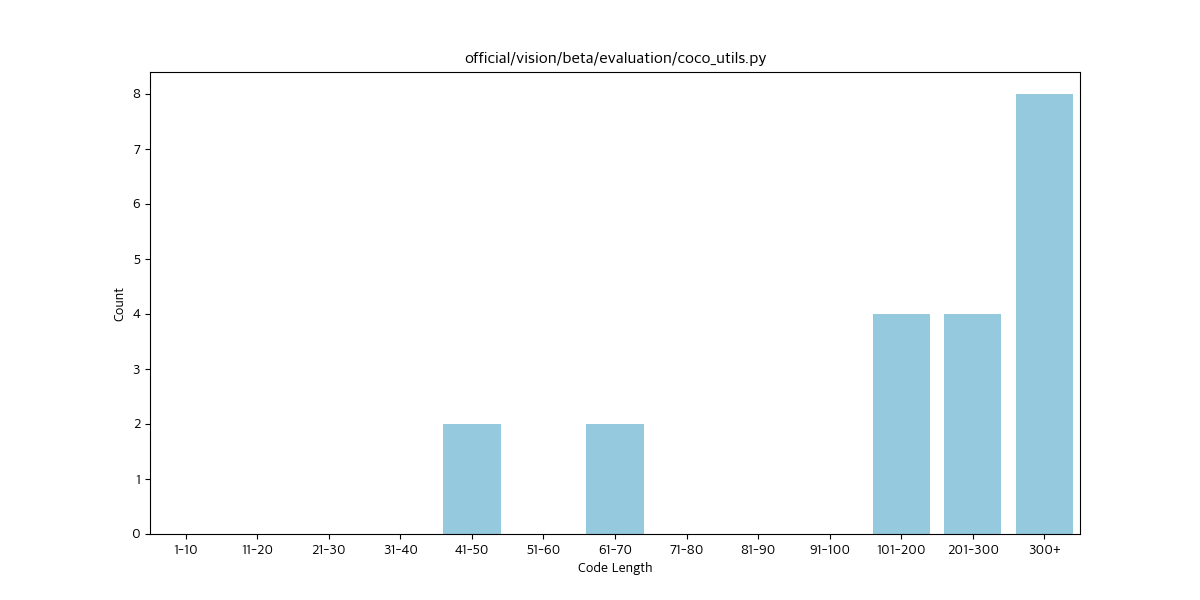 official/vision/beta/evaluation/coco_utils.py
Count
8
7
6
5
4
3
2
1
0
1-10 11-20 21-30 31-40 41-50 51-60 61-70 71-80 81-90 91-100 101-200 201-300 300+
Code Length